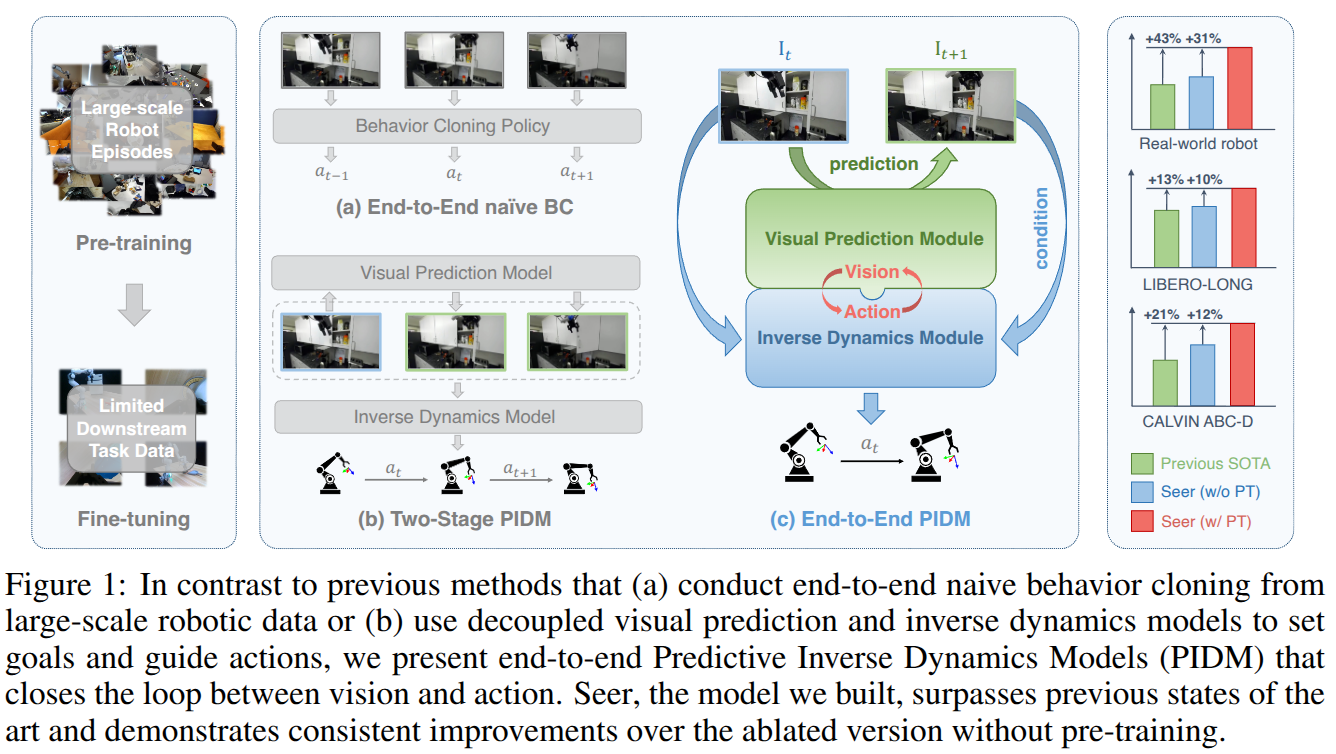 Large-scale
Robot
Episodes
Pre-training
Limited
Downstream
Task Data
Fine-tuning
Behavior Cloning Policy
a_{t−1} a_t a_{t+1}
(a) End-to-End naïve BC
Visual Prediction Model
Inverse Dynamics Model
a_t a_{t+1}
(b) Two-Stage PIDM
I_t I_{t+1}
prediction
condition
Visual Prediction Module
Vision
Action
Inverse Dynamics Module
a_t
(c) End-to-End PIDM
+43% +31%
Real-world robot
+13% +10%
LIBERO-LONG
+21% +12%
CALVIN ABC-D
Previous SOTA
Seer (w/o PT)
Seer (w/ PT)
Figure 1: In contrast to previous methods that (a) conduct end-to-end naive behavior cloning from
large-scale robotic data or (b) use decoupled visual prediction and inverse dynamics models to set
goals and guide actions, we present end-to-end Predictive Inverse Dynamics Models (PIDM) that
closes the loop between vision and action. Seer, the model we built, surpasses previous states of the
art and demonstrates consistent improvements over the ablated version without pre-training.